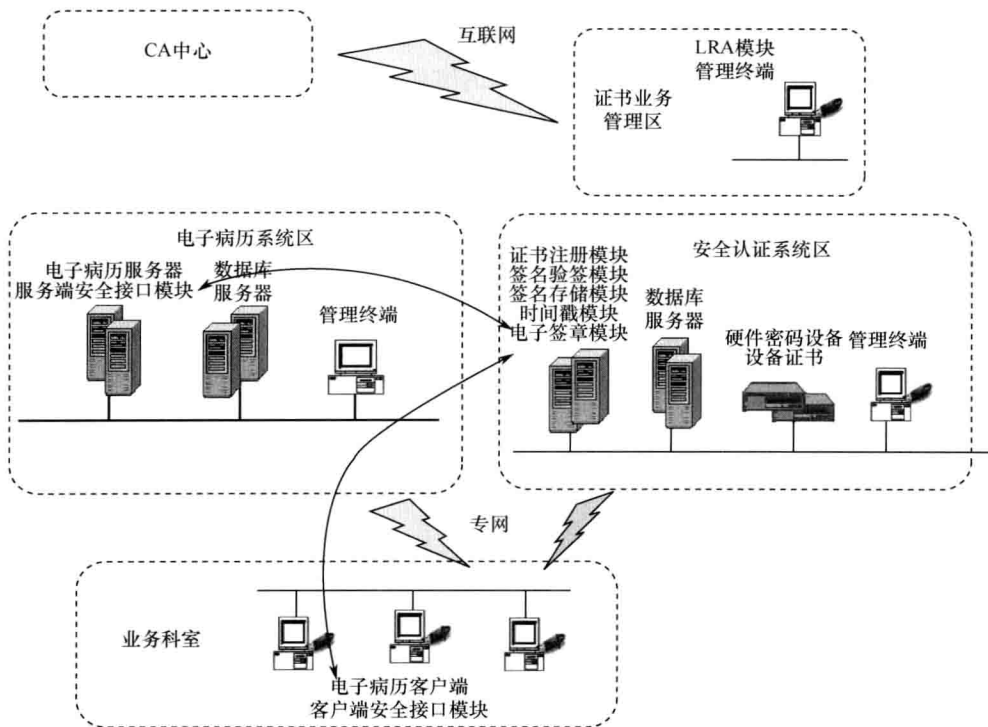 CA中心
互联网
LRA模块
管理终端
证书业务
管理区
电子病历系统区
电子病历服务器
服务端安全接口模块
数据库
服务器
管理终端
安全认证系统区
证书注册模块
签名验签模块
签名存储模块
时间戳模块
电子签章模块
数据库
服务器
硬件密码设备
设备证书
管理终端
专网
业务科室
电子病历客户端
客户端安全接口模块